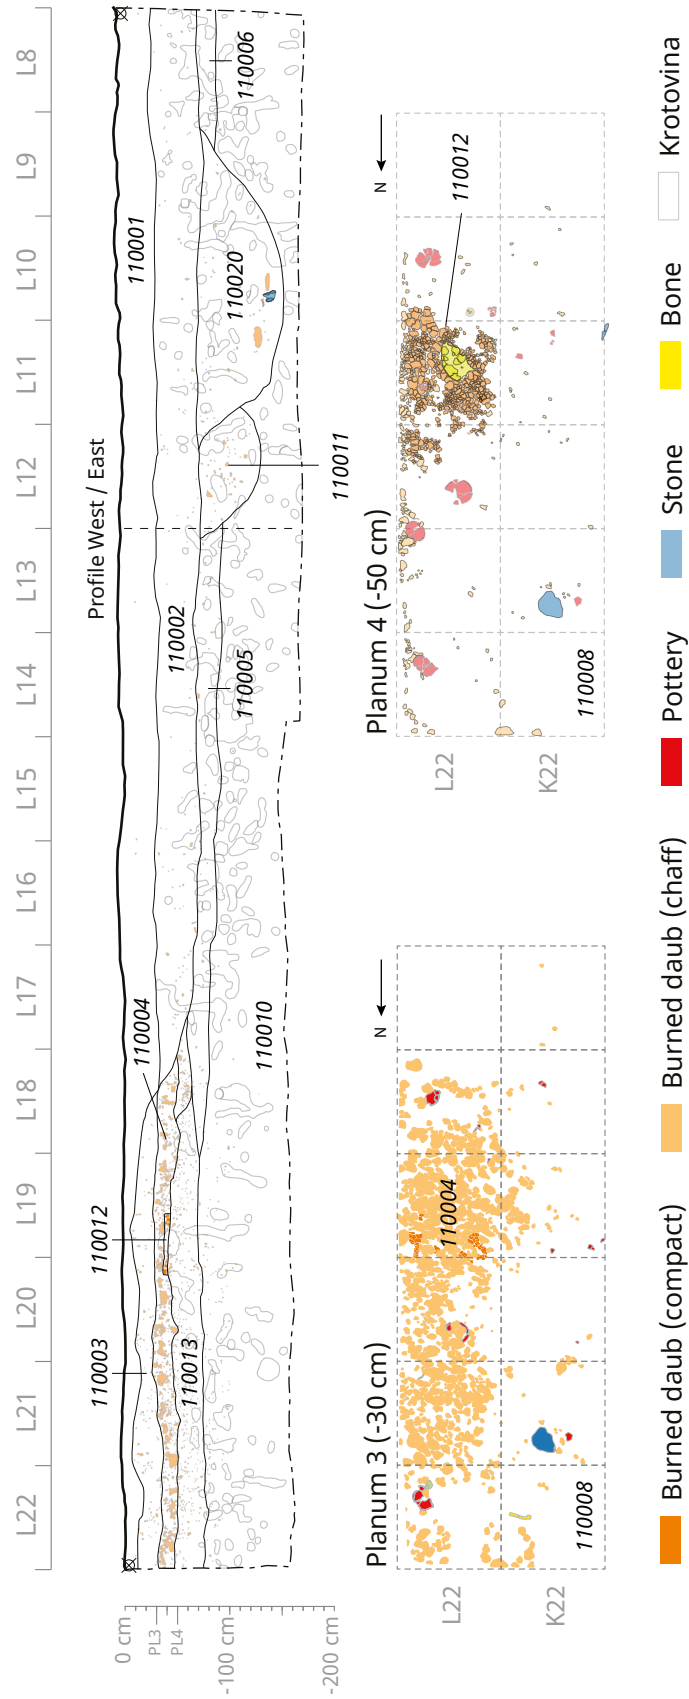 L22 L21 L20 L19 L18 L17 L16 L15 L14 L13 L12 L11 L10 L9 L8
Profile West / East
0 cm
PL3
PL4
-100 cm
-200 cm
110003
110012
110004
110001
110002
110013
110005
110020
110006
110010
110011
Planum 3 (-30 cm)
N
L22
K22
110004
110008
Planum 4 (-50 cm)
N
L22
K22
110012
110008
Burned daub (compact)
Burned daub (chaff)
Pottery
Stone
Bone
Krotovina